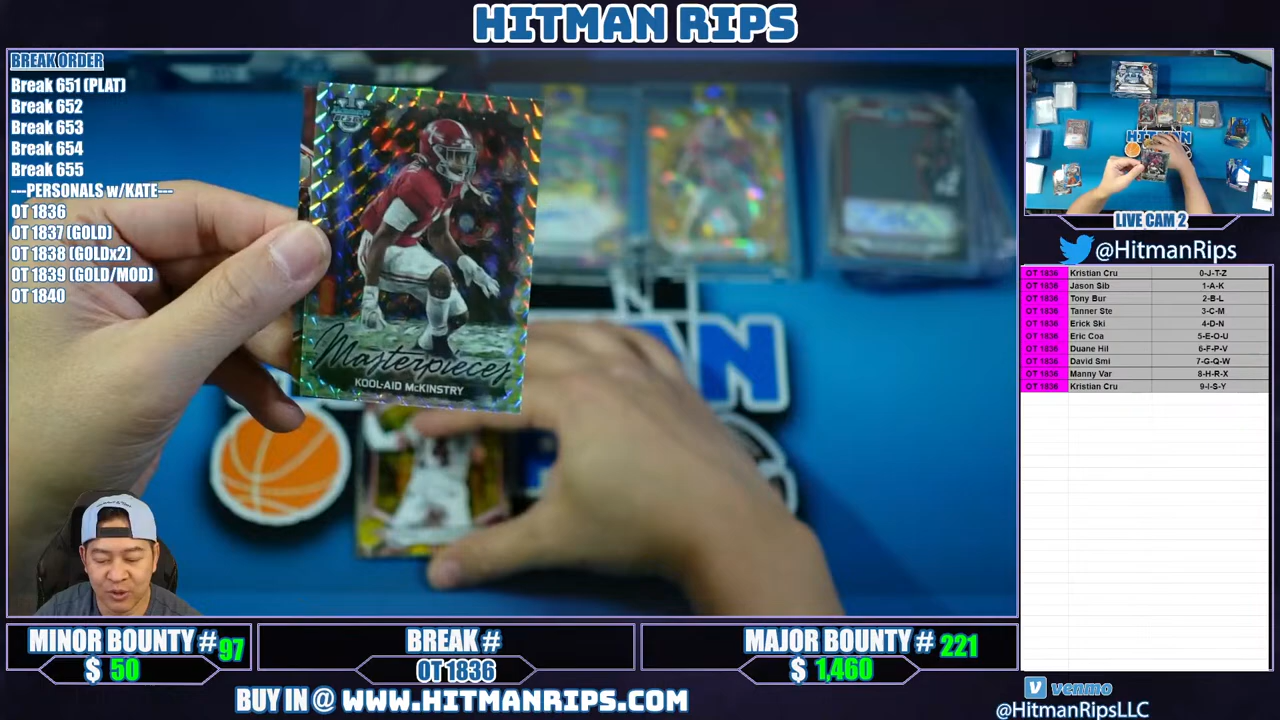 HITMAN RIPS
BREAK ORDER
Break 651 (PLAT)
Break 652
Break 653
Break 654
Break 655
---PERSONALS w/KATE---
OT 1836
OT 1837 (GOLD)
OT 1838 (GOLDx2)
OT 1839 (GOLD/MOD)
OT 1840
Masterpieces
KOOL-AID McKINSTRY
LIVE CAM 2
@HitmanRips
OT 1836 Kristian Cru 0-J-T-Z
OT 1836 Jason Sib 1-A-K
OT 1836 Tony Bur 2-B-L
OT 1836 Tanner Ste 3-C-M
OT 1836 Erick Ski 4-D-N
OT 1836 Eric Coa 5-E-O-U
OT 1836 Duane Hil 6-F-P-V
OT 1836 David Smi 7-G-Q-W
OT 1836 Manny Var 8-H-R-X
OT 1836 Kristian Cru 9-I-S-Y
MINOR BOUNTY # 97
$ 50
BREAK #
OT 1836
MAJOR BOUNTY # 221
$ 1,460
BUY IN @ WWW.HITMANRIPS.COM
venmo
@HitmanRipsLLC